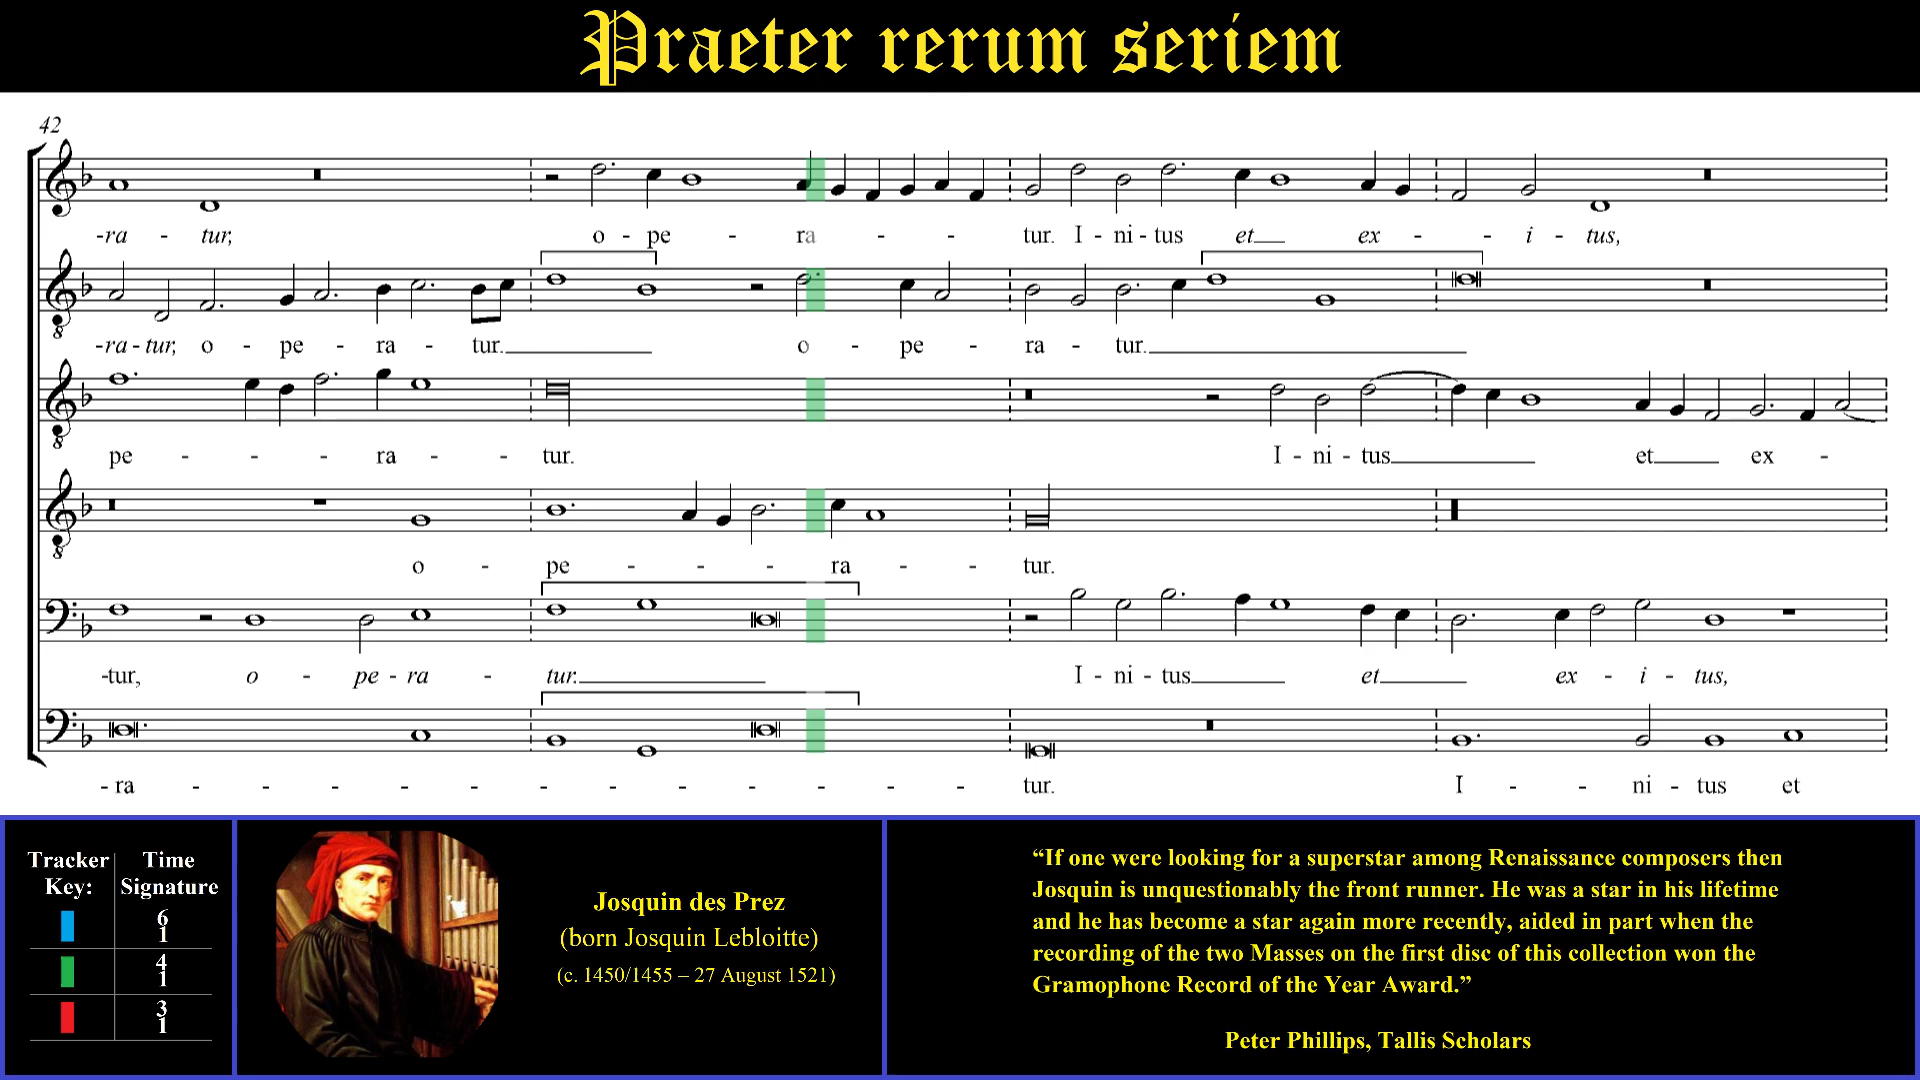 Praeter rerum seriem
42
-ra - tur, o - pe - ra - - tur. I - ni - tus et ex - - i - tus,
-ra - tur, o - pe - ra - tur. o - pe - ra - tur.
8
pe - - - ra - - tur. I - ni - tus et ex -
8
o - pe - - - ra - - tur.
8
-tur, o - pe - ra - tur. I - ni - tus et ex - i - tus,
- ra - - - - - - - - - - - - tur. I - - ni - tus et
Tracker Key:
Time Signature
6
1
4
1
3
1
Josquin des Prez
(born Josquin Lebloitte)
(c. 1450/1455 – 27 August 1521)
“If one were looking for a superstar among Renaissance composers then
Josquin is unquestionably the front runner. He was a star in his lifetime
and he has become a star again more recently, aided in part when the
recording of the two Masses on the first disc of this collection won the
Gramophone Record of the Year Award.”
Peter Phillips, Tallis Scholars